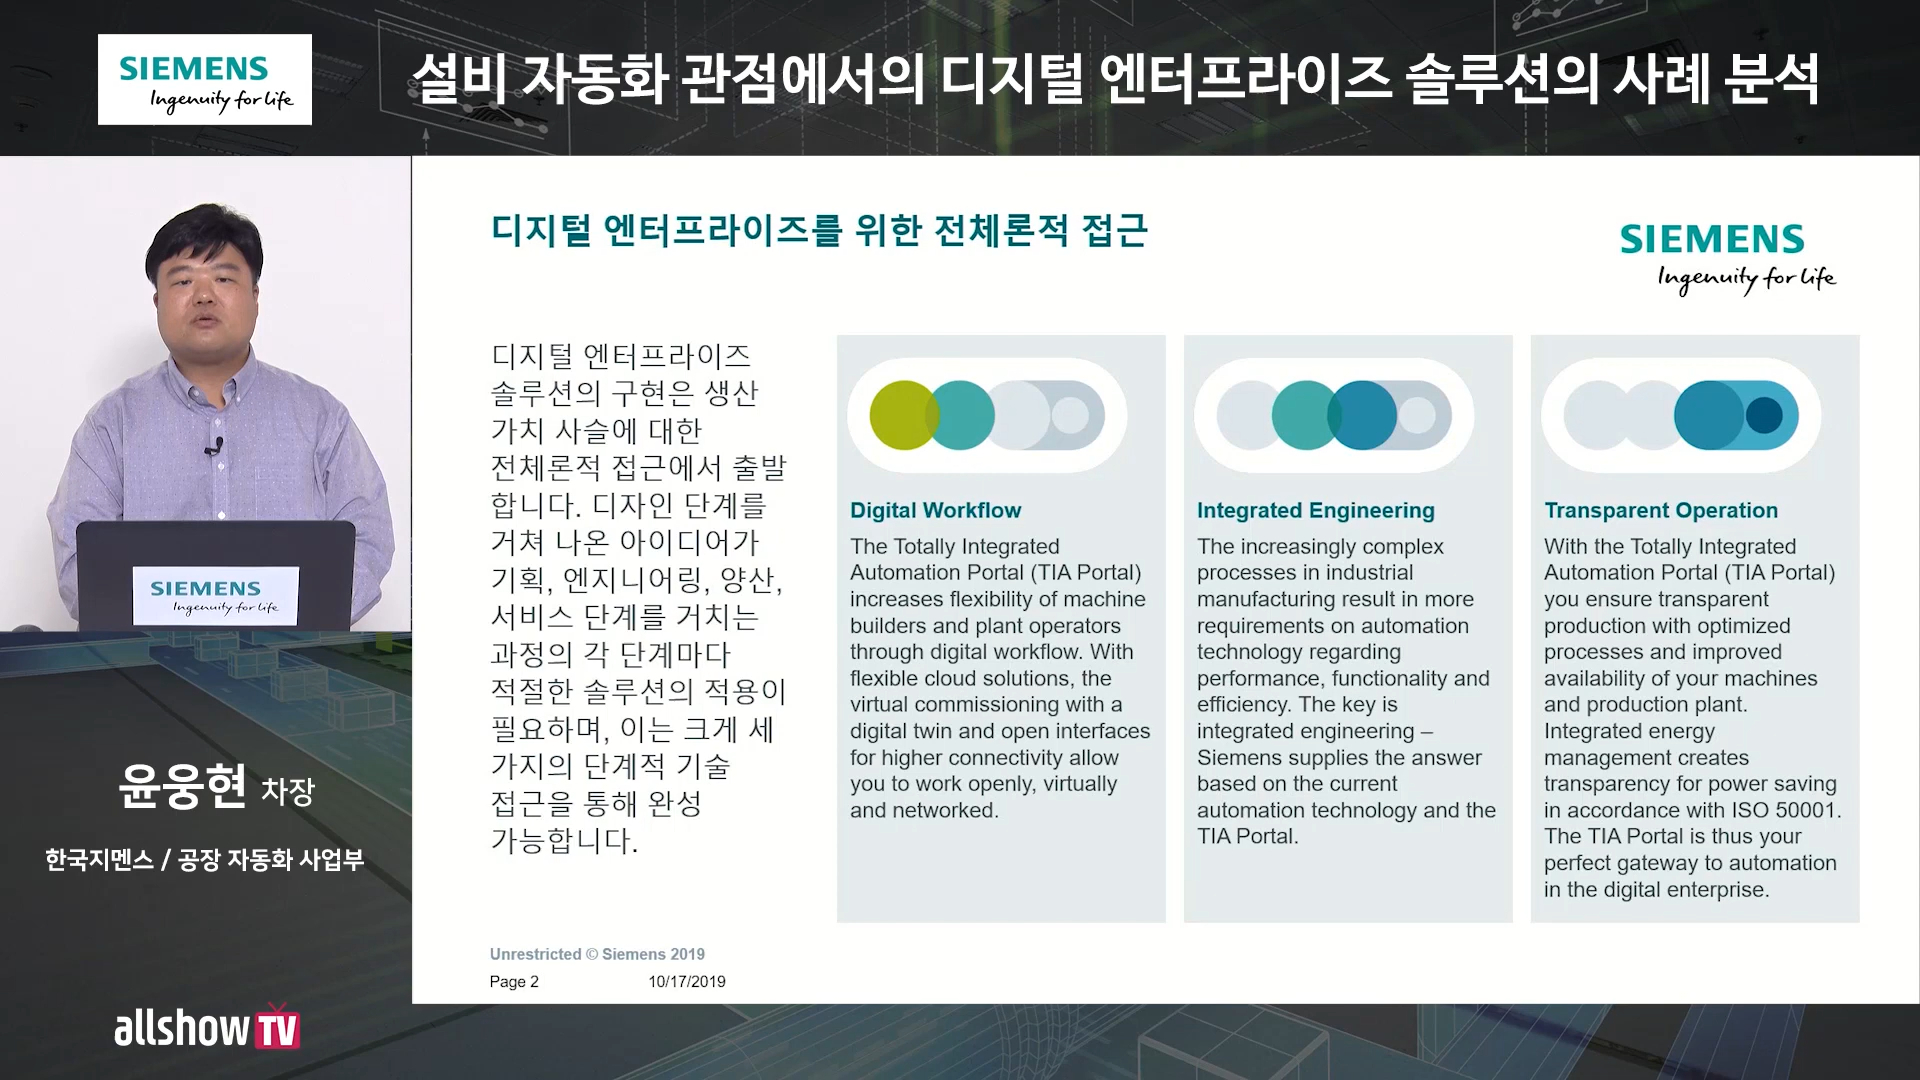 SIEMENS
Ingenuity for life
설비 자동화 관점에서의 디지털 엔터프라이즈 솔루션의 사례 분석
디지털 엔터프라이즈를 위한 전체론적 접근
SIEMENS
Ingenuity for life
디지털 엔터프라이즈
솔루션의 구현은 생산
가치 사슬에 대한
전체론적 접근에서 출발
합니다. 디자인 단계를
거쳐 나온 아이디어가
기획, 엔지니어링, 양산,
서비스 단계를 거치는
과정의 각 단계마다
적절한 솔루션의 적용이
필요하며, 이는 크게 세
가지의 단계적 기술
접근을 통해 완성
가능합니다.
Digital Workflow
The Totally Integrated
Automation Portal (TIA Portal)
increases flexibility of machine
builders and plant operators
through digital workflow. With
flexible cloud solutions, the
virtual commissioning with a
digital twin and open interfaces
for higher connectivity allow
you to work openly, virtually
and networked.
Integrated Engineering
The increasingly complex
processes in industrial
manufacturing result in more
requirements on automation
technology regarding
performance, functionality and
efficiency. The key is
integrated engineering –
Siemens supplies the answer
based on the current
automation technology and the
TIA Portal.
Transparent Operation
With the Totally Integrated
Automation Portal (TIA Portal)
you ensure transparent
production with optimized
processes and improved
availability of your machines
and production plant.
Integrated energy
management creates
transparency for power saving
in accordance with ISO 50001.
The TIA Portal is thus your
perfect gateway to automation
in the digital enterprise.
Unrestricted © Siemens 2019
Page 2
10/17/2019
SIEMENS
Ingenuity for life
윤웅현 차장
한국지멘스 / 공장 자동화 사업부
allshow TV